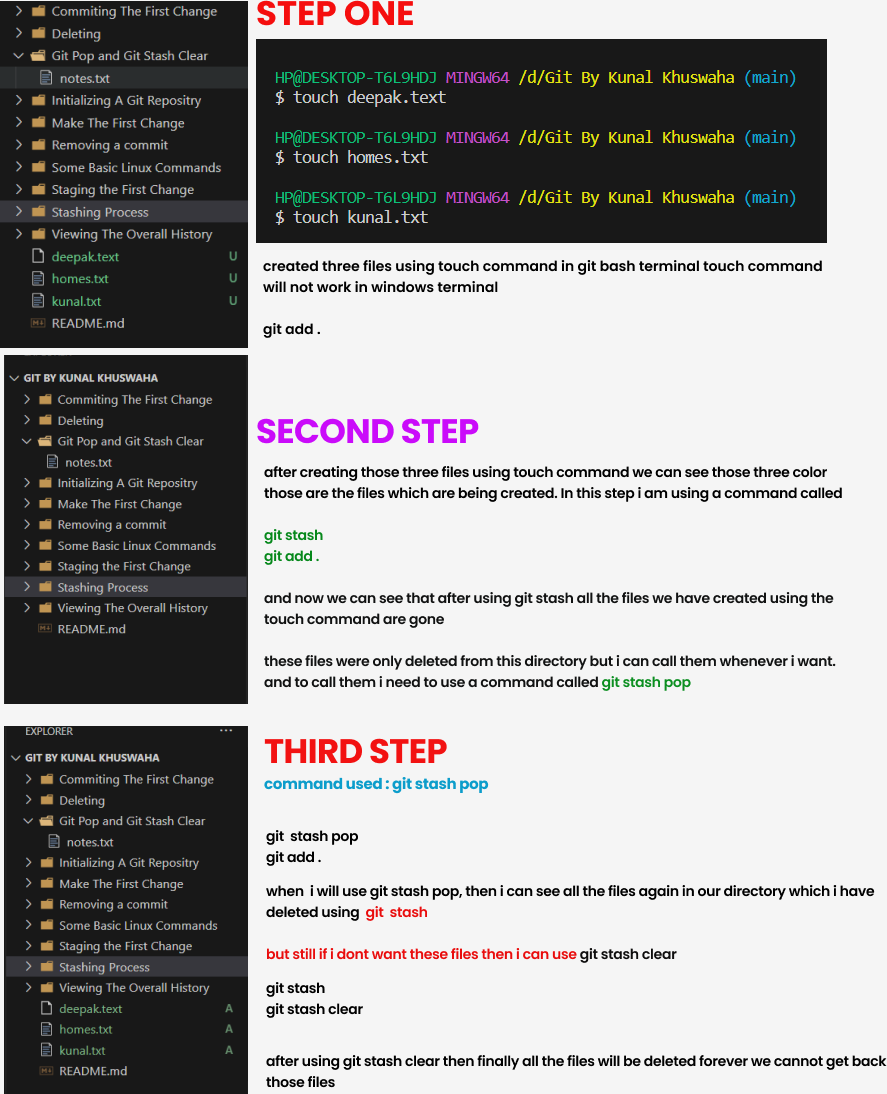 Commiting The First Change
Deleting
Git Pop and Git Stash Clear
notes.txt
Initializing A Git Repositry
Make The First Change
Removing a commit
Some Basic Linux Commands
Staging the First Change
Stashing Process
Viewing The Overall History
deepak.text U
homes.txt U
kunal.txt U
README.md
STEP ONE
HP@DESKTOP-T6L9HDJ MINGW64 /d/Git By Kunal Khuswaha (main)
$ touch deepak.text
HP@DESKTOP-T6L9HDJ MINGW64 /d/Git By Kunal Khuswaha (main)
$ touch homes.txt
HP@DESKTOP-T6L9HDJ MINGW64 /d/Git By Kunal Khuswaha (main)
$ touch kunal.txt
created three files using touch command in git bash terminal touch command
will not work in windows terminal
git add .
GIT BY KUNAL KHUSWAHA
Commiting The First Change
Deleting
Git Pop and Git Stash Clear
notes.txt
Initializing A Git Repositry
Make The First Change
Removing a commit
Some Basic Linux Commands
Staging the First Change
Stashing Process
Viewing The Overall History
README.md
SECOND STEP
after creating those three files using touch command we can see those three color
those are the files which are being created. In this step i am using a command called
git stash
git add .
and now we can see that after using git stash all the files we have created using the
touch command are gone
these files were only deleted from this directory but i can call them whenever i want.
and to call them i need to use a command called git stash pop
EXPLORER ...
GIT BY KUNAL KHUSWAHA
Commiting The First Change
Deleting
Git Pop and Git Stash Clear
notes.txt
Initializing A Git Repositry
Make The First Change
Removing a commit
Some Basic Linux Commands
Staging the First Change
Stashing Process
Viewing The Overall History
deepak.text A
homes.txt A
kunal.txt A
README.md
THIRD STEP
command used : git stash pop
git stash pop
git add .
when i will use git stash pop, then i can see all the files again in our directory which i have
deleted using git stash
but still if i dont want these files then i can use git stash clear
git stash
git stash clear
after using git stash clear then finally all the files will be deleted forever we cannot get back
those files